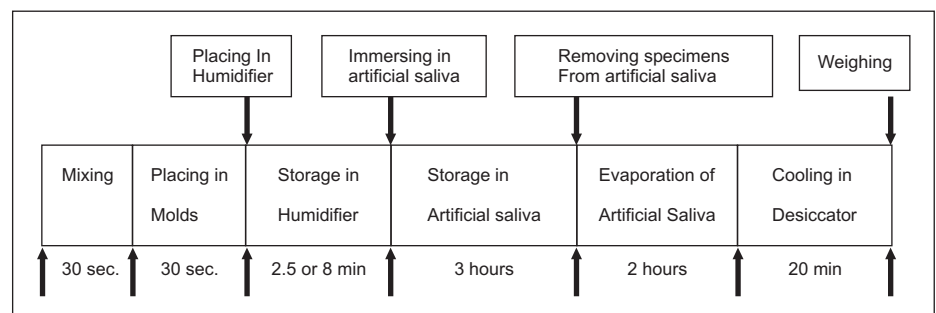 Placing In
Humidifier
Immersing in
artificial saliva
Removing specimens
From artificial saliva
Weighing
Mixing
Placing in
Molds
Storage in
Humidifier
Storage in
Artificial saliva
Evaporation of
Artificial Saliva
Cooling in
Desiccator
30 sec.
30 sec.
2.5 or 8 min
3 hours
2 hours
20 min